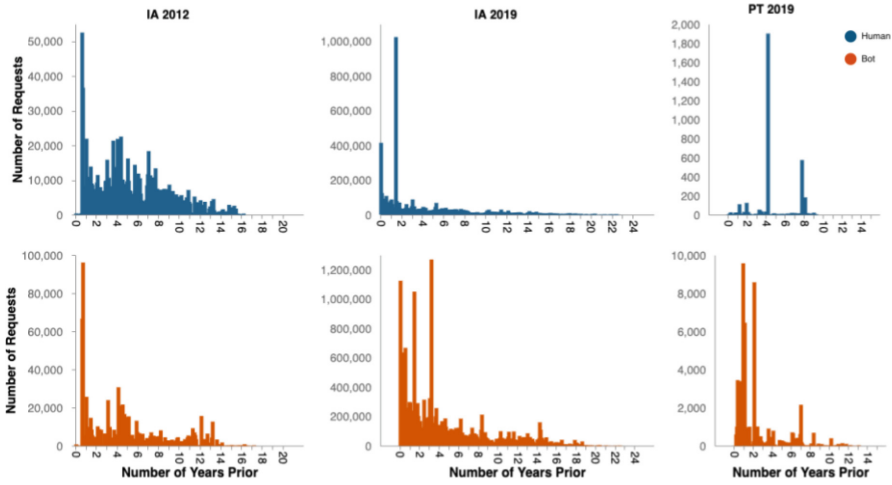 IA 2012
IA 2019
PT 2019
Human
Bot
Number of Requests
50,000
40,000
30,000
20,000
10,000
0
0 2 4 6 8 10 12 14 16 18 20
1,000,000
800,000
600,000
400,000
200,000
0
0 2 4 6 8 10 12 14 16 18 20 22 24
2,000
1,800
1,600
1,400
1,200
1,000
800
600
400
200
0
0 2 4 6 8 10 12 14
Number of Requests
100,000
80,000
60,000
40,000
20,000
0
0 2 4 6 8 10 12 14 16 18 20
Number of Years Prior
1,200,000
1,000,000
800,000
600,000
400,000
200,000
0
0 2 4 6 8 10 12 14 16 18 20 22 24
Number of Years Prior
10,000
8,000
6,000
4,000
2,000
0
0 2 4 6 8 10 12 14
Number of Years Prior